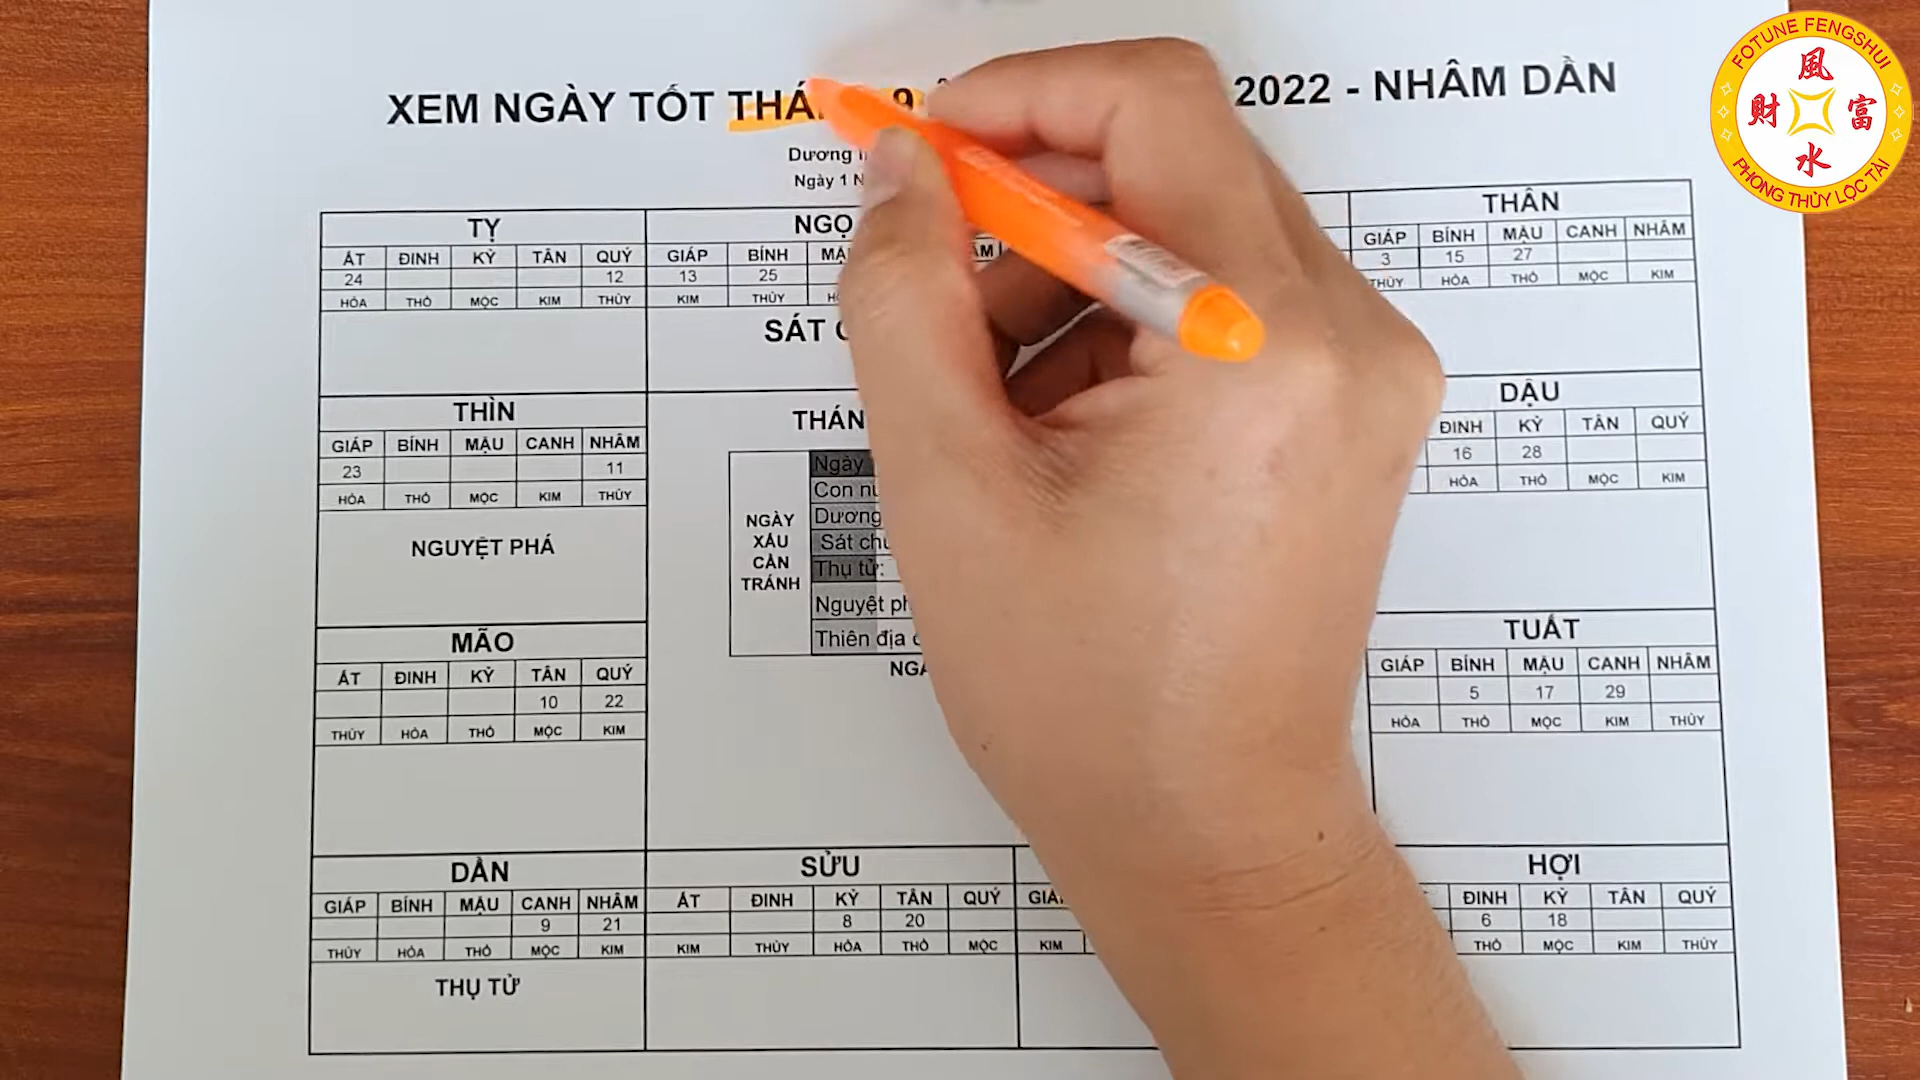 XEM NGÀY TỐT THÁ 9 2022 - NHÂM DẦN
Dương
Ngày 1
TỴ
ẤT ĐINH KỶ TÂN QUÝ
24 12
HỎA THỔ MỘC KIM THỦY
NGỌ
GIÁP BÍNH
13 25
KIM THỦY
SÁT
THÂN
GIÁP BÍNH MẬU CANH NHÂM
3 15 27
THỦY HỎA THỔ MỘC KIM
THÌN
GIÁP BÍNH MẬU CANH NHÂM
23 11
HỎA THỔ MỘC KIM THỦY
NGUYỆT PHÁ
THÁN
NGÀY XẤU CẦN TRÁNH
Ngày
Con
Dương
Sát
Thụ tử:
Nguyệt
Thiên địa
DẬU
ĐINH KỶ TÂN QUÝ
16 28
HỎA THỔ MỘC KIM
MÃO
ẤT ĐINH KỶ TÂN QUÝ
10 22
THỦY HỎA THỔ MỘC KIM
TUẤT
GIÁP BÍNH MẬU CANH NHÂM
5 17 29
HỎA THỔ MỘC KIM THỦY
DẦN
GIÁP BÍNH MẬU CANH NHÂM
9 21
THỦY HỎA THỔ MỘC KIM
THỤ TỬ
SỬU
ẤT ĐINH KỶ TÂN QUÝ
8 20
KIM THỦY HỎA THỔ MỘC
GIÁ
KIM
HỢI
ĐINH KỶ TÂN QUÝ
6 18
THỔ MỘC KIM THỦY
FOTUNE FENGSHUI
風
財 富
水
PHONG THỦY LỘC TÀI